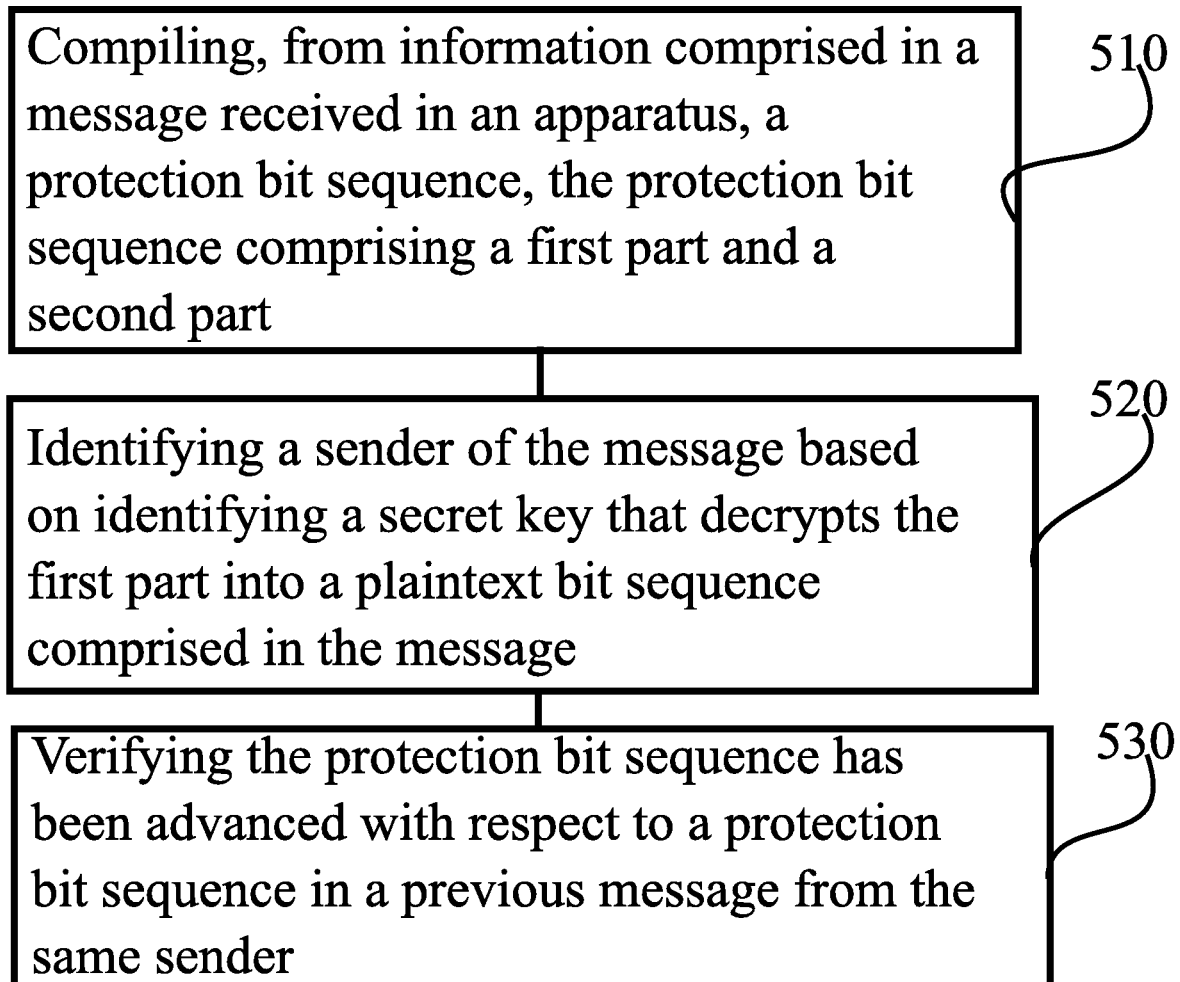 Compiling, from information comprised in a
message received in an apparatus, a
protection bit sequence, the protection bit
sequence comprising a first part and a
second part
510
Identifying a sender of the message based
on identifying a secret key that decrypts the
first part into a plaintext bit sequence
comprised in the message
520
Verifying the protection bit sequence has
been advanced with respect to a protection
bit sequence in a previous message from the
same sender
530